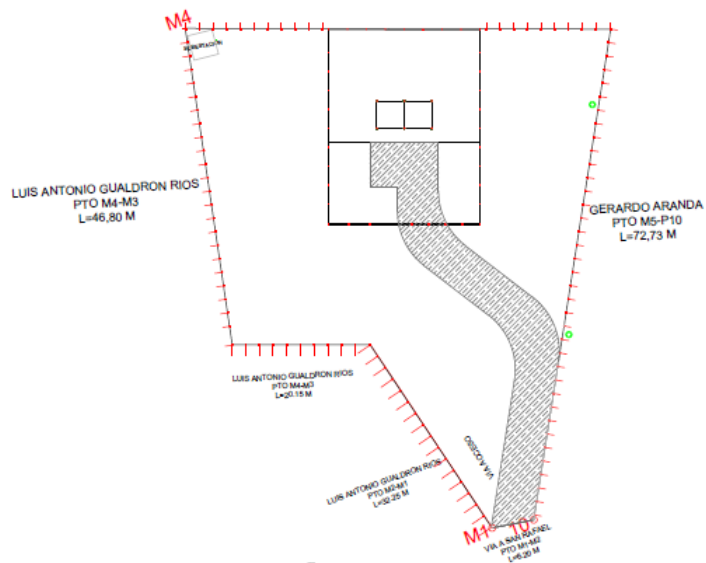 M4
SUBESTACION
LUIS ANTONIO GUALDRON RIOS
PTO M4-M3
L=46,80 M
GERARDO ARANDA
PTO M5-P10
L=72,73 M
LUIS ANTONIO GUALDRON RIOS
PTO M4-M3
L=20.15 M
LUIS ANTONIO GUALDRON RIOS
PTO M2-M1
L=32.25 M
VIA ACCESO
M1
10
VIA A SAN RAFAEL
PTO M1-M2
L=6.20 M